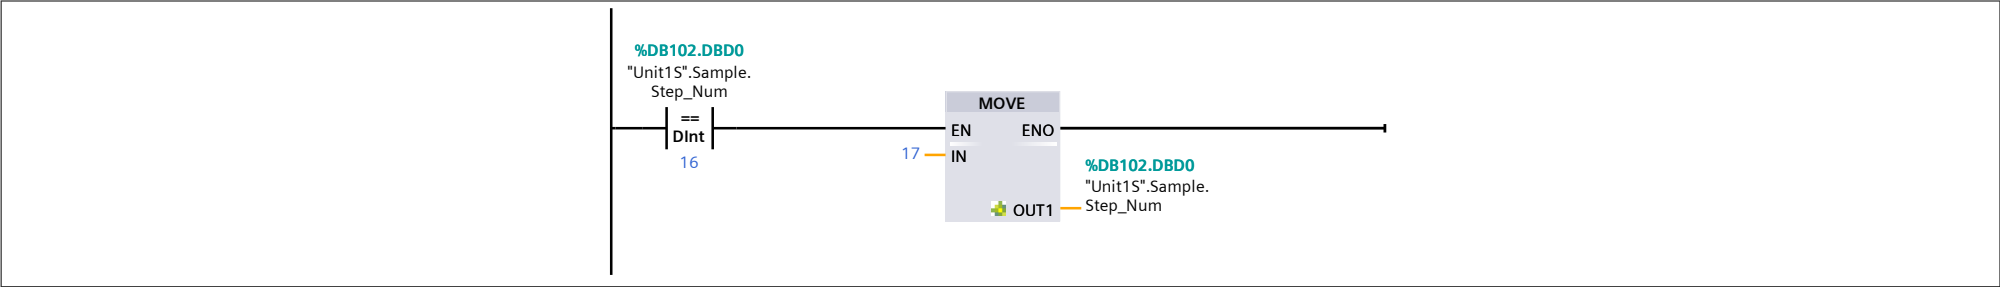 %DB102.DBD0
"Unit1S".Sample.
Step_Num
==
DInt
16
MOVE
EN ENO
17 IN
%DB102.DBD0
"Unit1S".Sample.
Step_Num
OUT1